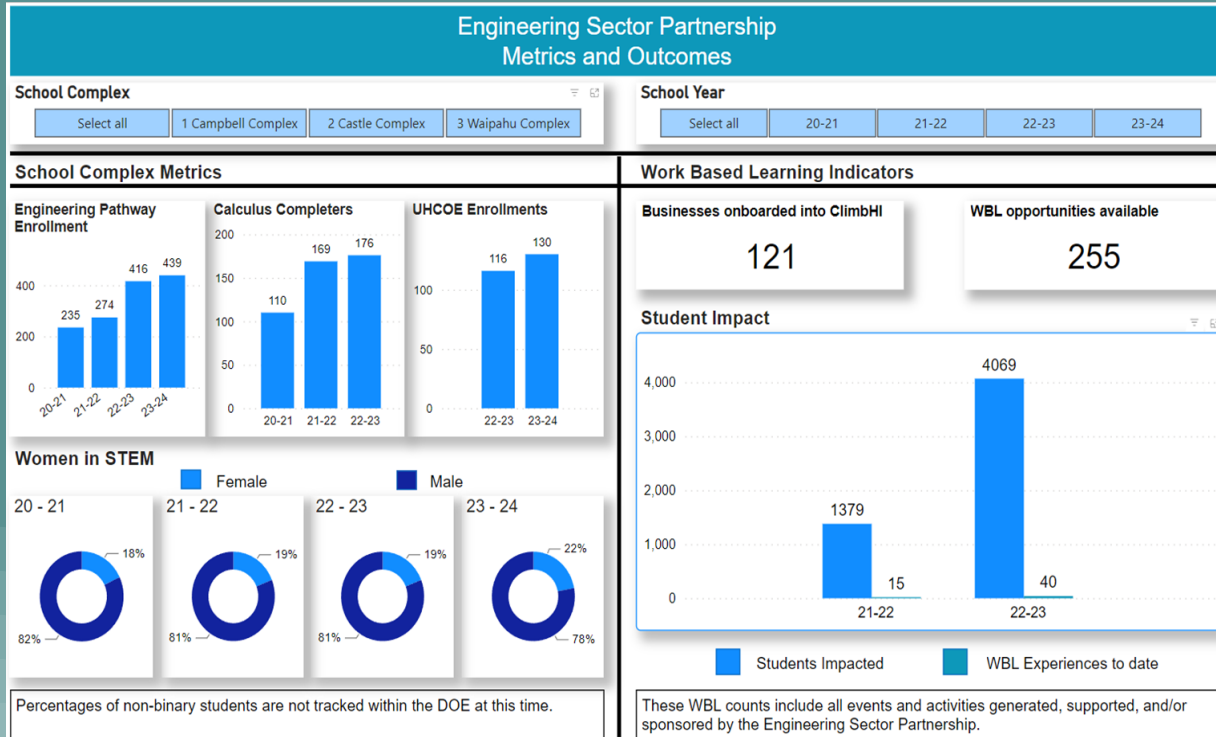 Engineering Sector Partnership
Metrics and Outcomes
School Complex
Select all
1 Campbell Complex
2 Castle Complex
3 Waipahu Complex
School Year
Select all
20-21
21-22
22-23
23-24
School Complex Metrics
Engineering Pathway
Enrollment
400
200
0
235
274
416
439
20-21
21-22
22-23
23-24
Calculus Completers
200
150
100
50
0
110
169
176
20-21
21-22
22-23
UHCOE Enrollments
100
50
0
116
130
22-23
23-24
Women in STEM
Female
Male
20 - 21
18%
82%
21 - 22
19%
81%
22 - 23
19%
81%
23 - 24
22%
78%
Percentages of non-binary students are not tracked within the DOE at this time.
Work Based Learning Indicators
Businesses onboarded into ClimbHI
121
WBL opportunities available
255
Student Impact
4,000
3,000
2,000
1,000
0
1379
15
4069
40
21-22
22-23
Students Impacted
WBL Experiences to date
These WBL counts include all events and activities generated, supported, and/or
sponsored by the Engineering Sector Partnership.